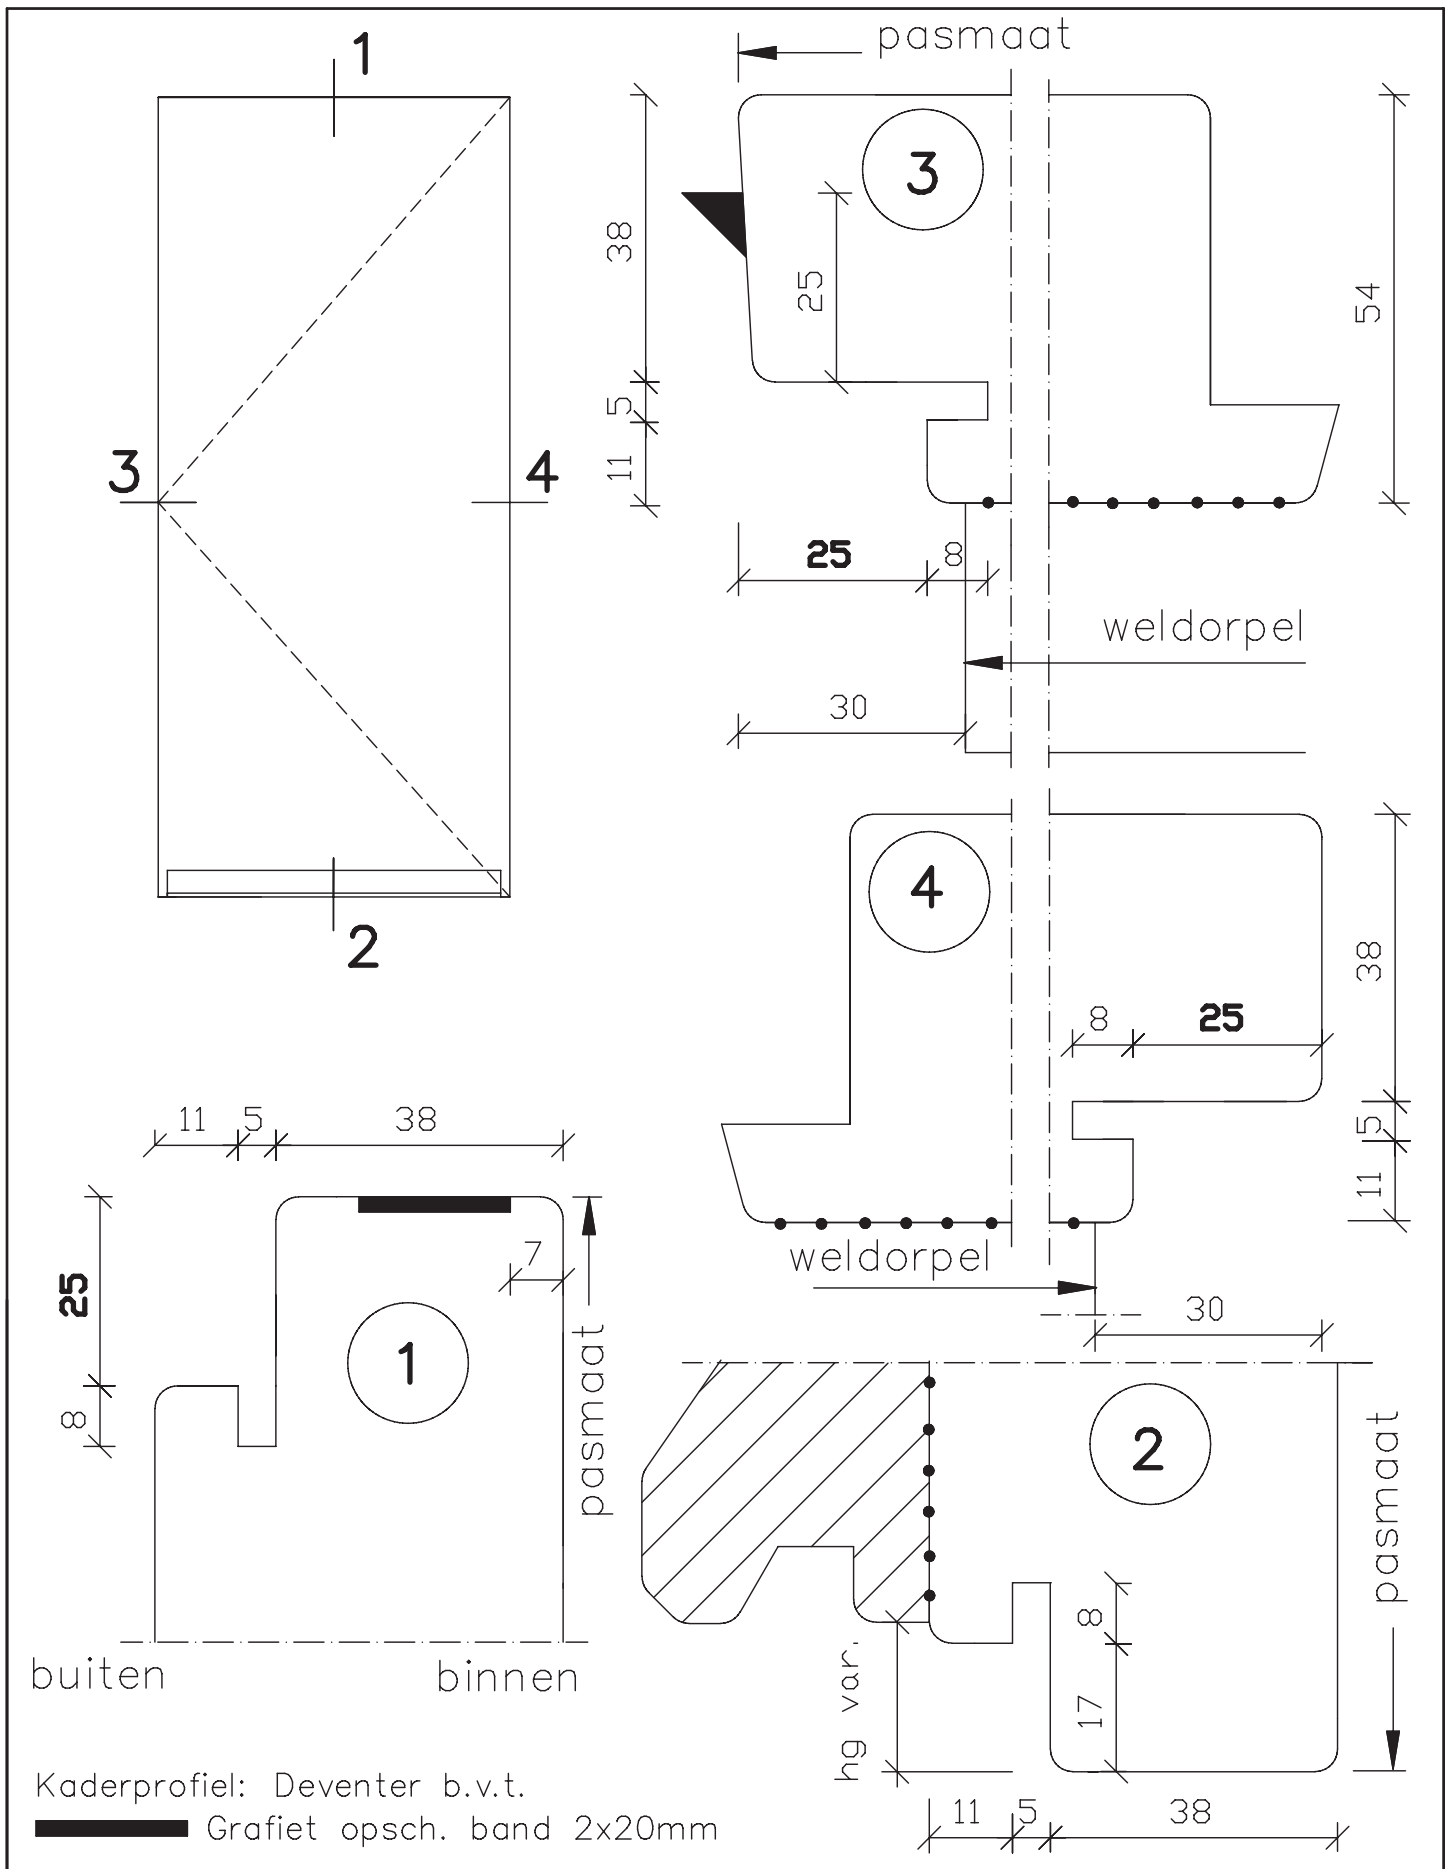 1
3
4
2
pasmaat
3
38
5
11
25
54
25
8
weldorpel
30
4
8
25
38
5
11
weldorpel
30
11 5 38
25
8
7
1
pasmaat
buiten binnen
2
pasmaat
8
17
hg var.
11 5 38
Kaderprofiel: Deventer b.v.t.
Grafiet opsch. band 2x20mm